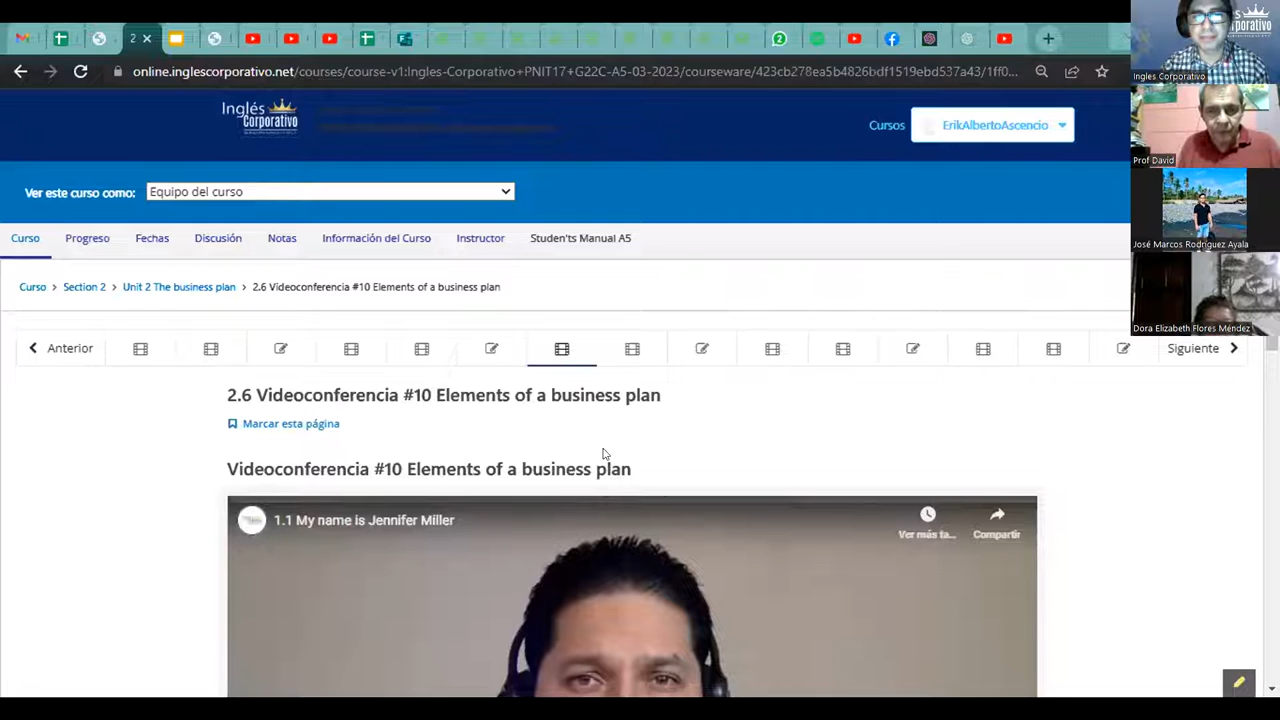 2
online.inglescorporativo.net/courses/course-v1:Ingles-Corporativo+PNIT17+G22C-A5-03-2023/courseware/423cb278ea5b4826bdf1519ebd537a43/1ff0...
Inglés
Corporativo
Cursos
ErikAlbertoAscencio
Ver este curso como:
Equipo del curso
Curso
Progreso
Fechas
Discusión
Notas
Información del Curso
Instructor
Studen'ts Manual A5
Curso > Section 2 > Unit 2 The business plan > 2.6 Videoconferencia #10 Elements of a business plan
Anterior
Siguiente
2.6 Videoconferencia #10 Elements of a business plan
Marcar esta página
Videoconferencia #10 Elements of a business plan
1.1 My name is Jennifer Miller
Ver más ta...
Compartir
Ingles Corporativo
Prof David
José Marcos Rodríguez Ayala
Dora Elizabeth Flores Méndez